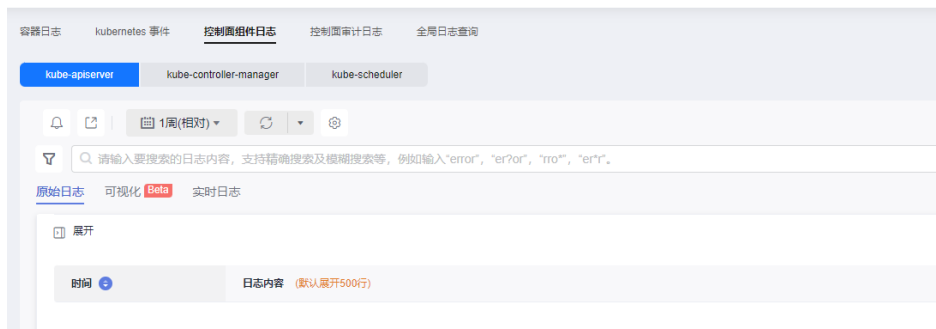 容器日志 kubernetes 事件 控制面组件日志 控制面审计日志 全局日志查询
kube-apiserver kube-controller-manager kube-scheduler
1周(相对)
请输入要搜索的日志内容，支持精确搜索及模糊搜索等，例如输入"error"，"er?or"，"rro*"，"er*r"。
原始日志 可视化 Beta 实时日志
展开
时间 日志内容 (默认展开500行)